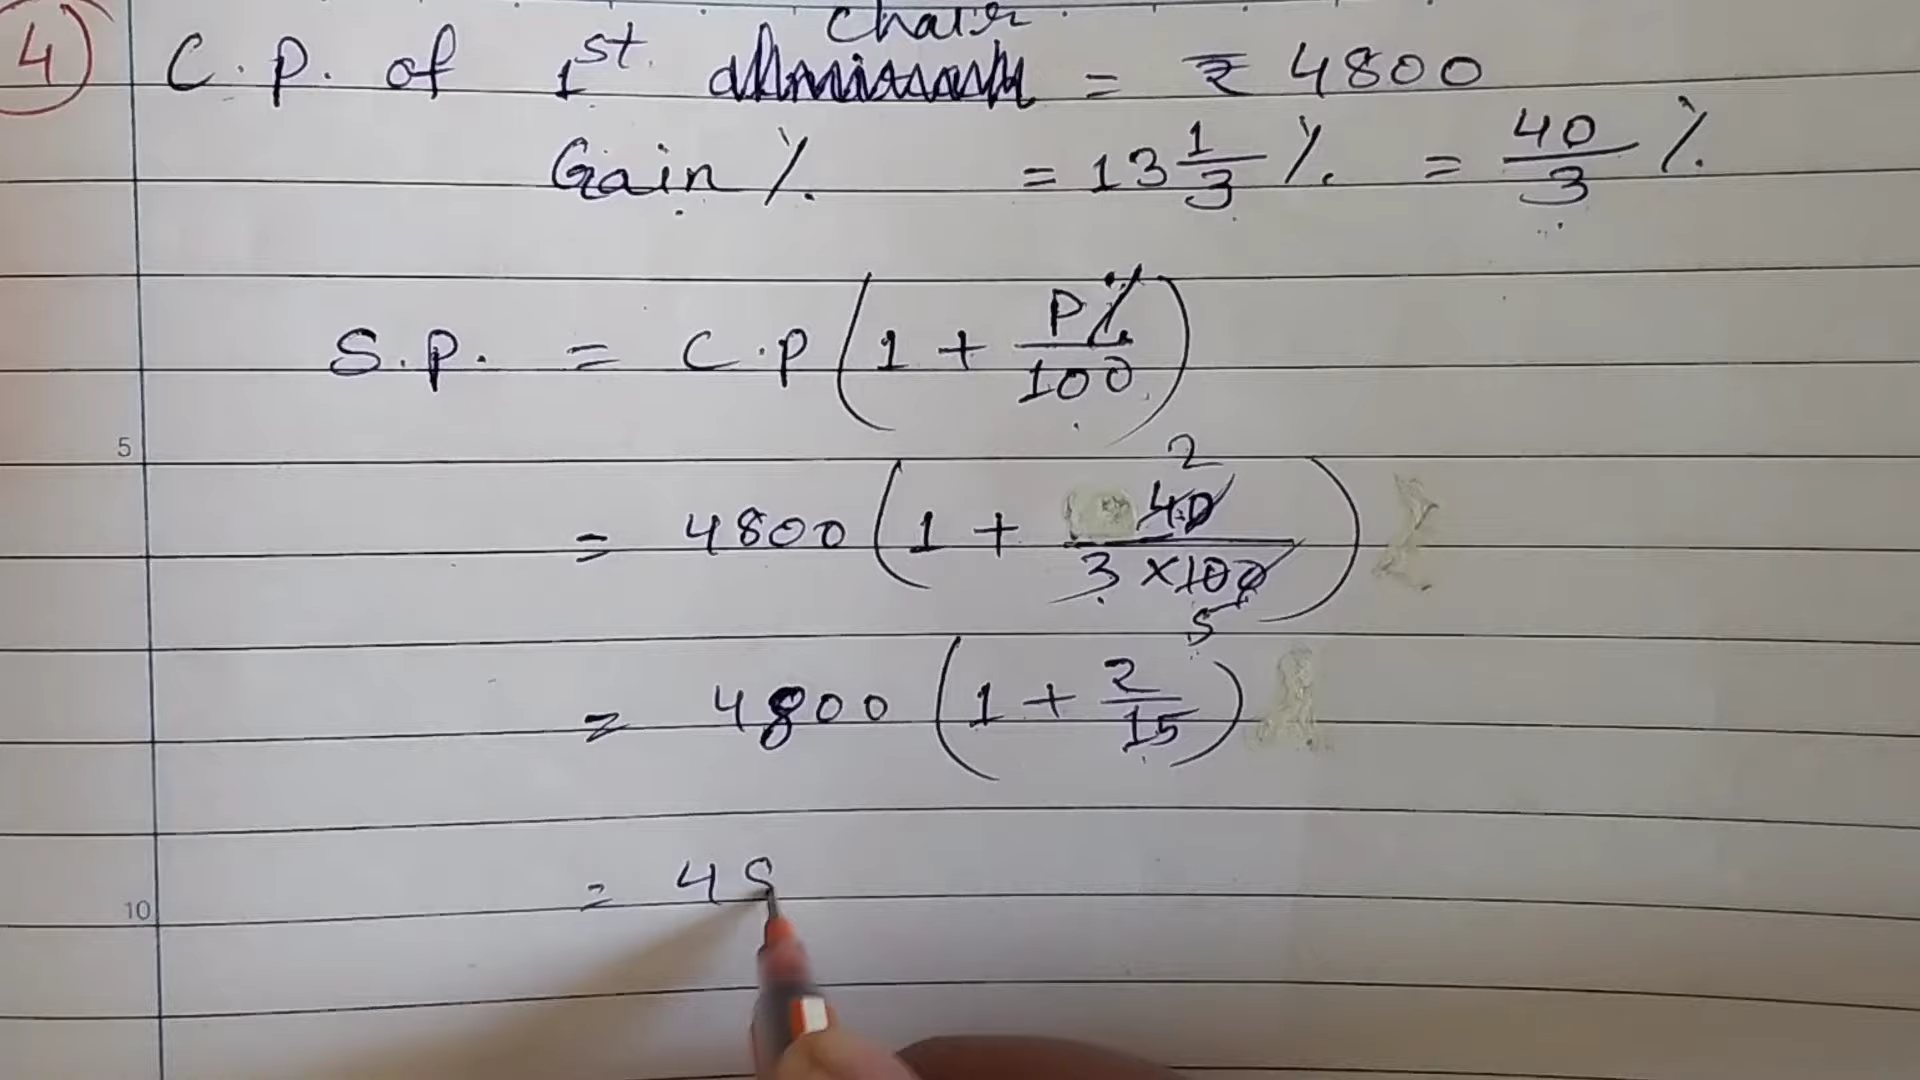 4 C.P. of 1st chair = ₹ 4800
Gain % = 13 1/3 % = 40/3 %
S.P. = C.P (1 + P%/100)
5
= 4800 (1 + 40/3×100) 2 5
= 4800 (1 + 2/15)
= 48
10